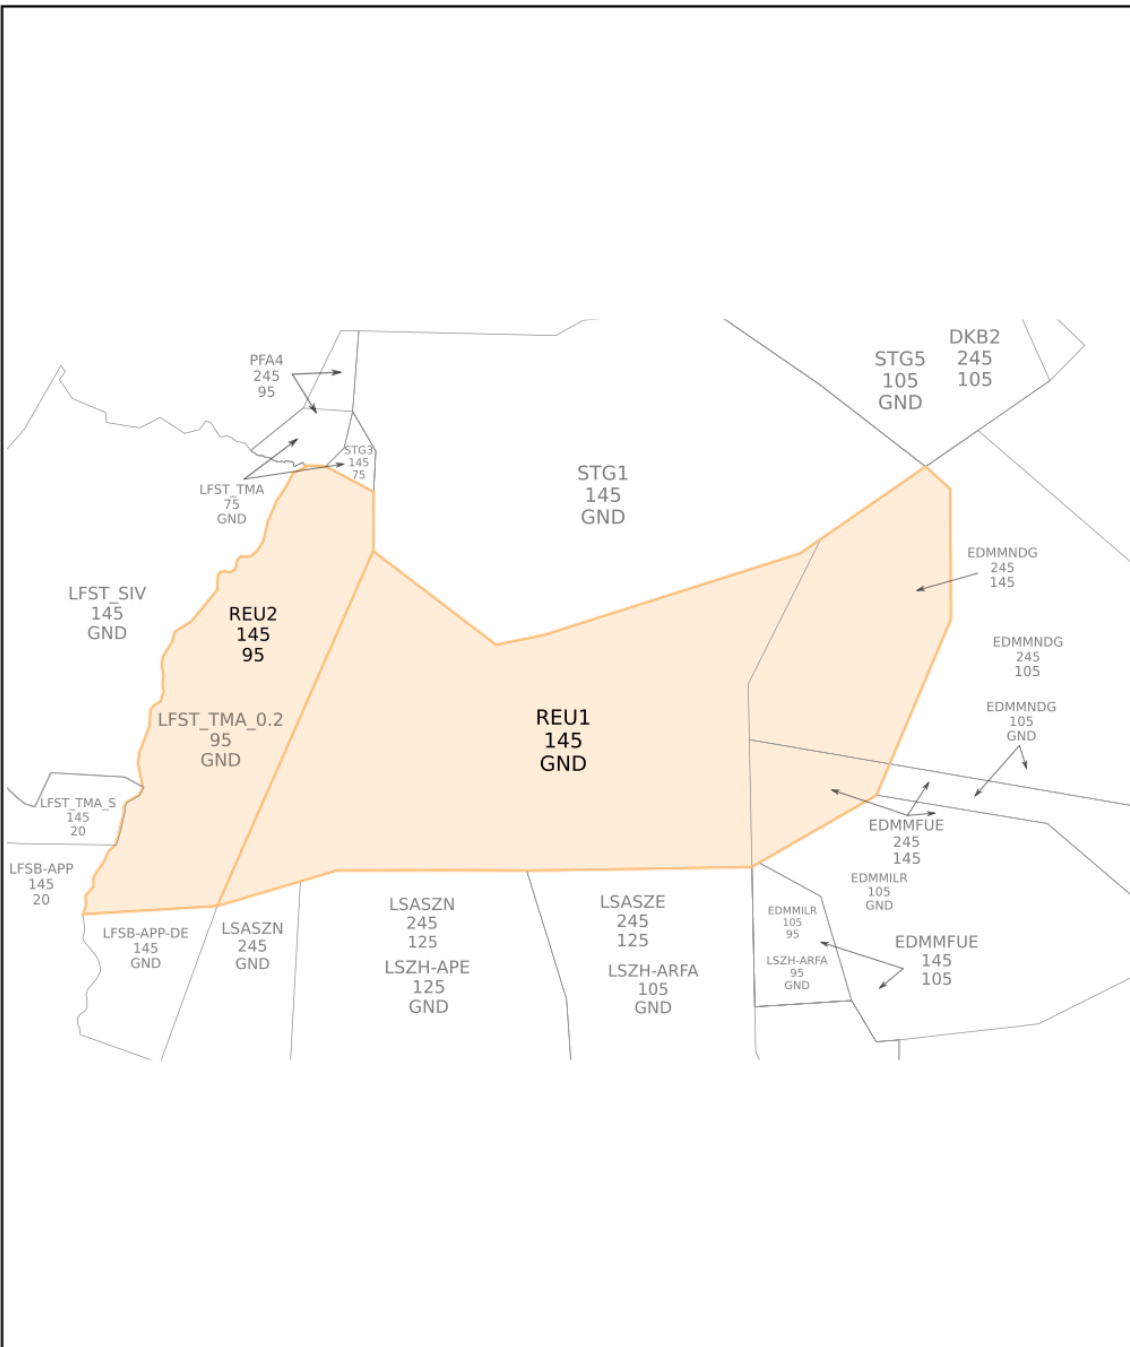 DKB2
245
105
STG5
105
GND
PFA4
245
95
STG3
145
75
STG1
145
GND
LFST_TMA
75
GND
EDMMNDG
245
145
LFST_SIV
145
GND
REU2
145
95
EDMMNDG
245
105
LFST_TMA_0.2
95
GND
REU1
145
GND
EDMMNDG
105
GND
LFST_TMA_S
145
20
EDMMFUE
245
145
LFSB-APP
145
20
EDMMILR
105
GND
LSASZN
245
125
LSASZE
245
125
EDMMILR
105
95
LFSB-APP-DE
145
GND
LSASZN
245
GND
EDMMFUE
145
105
LSZH-APE
125
GND
LSZH-ARFA
105
GND
LSZH-ARFA
95
GND